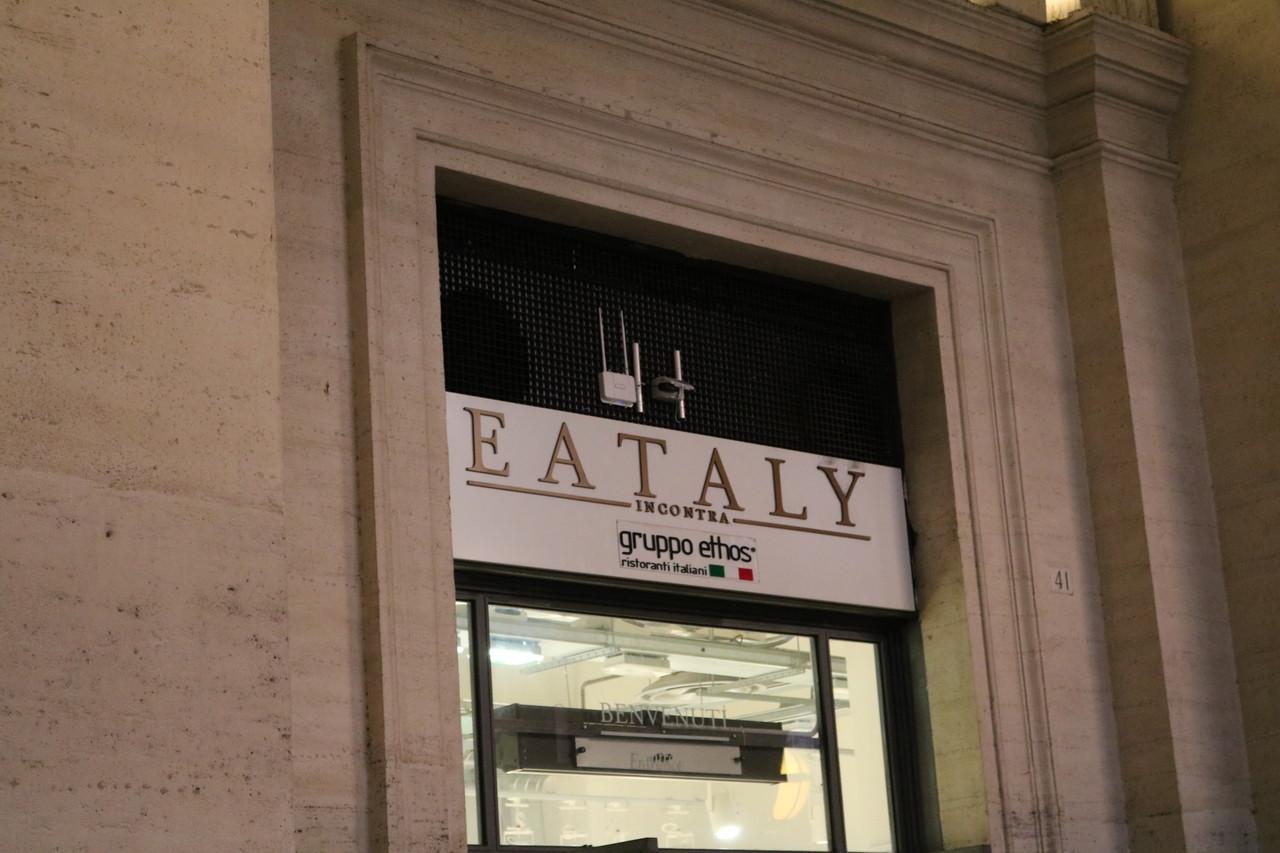 EATALY
INCONTRA
gruppo ethos®
ristoranti italiani
41
BENVENUTI